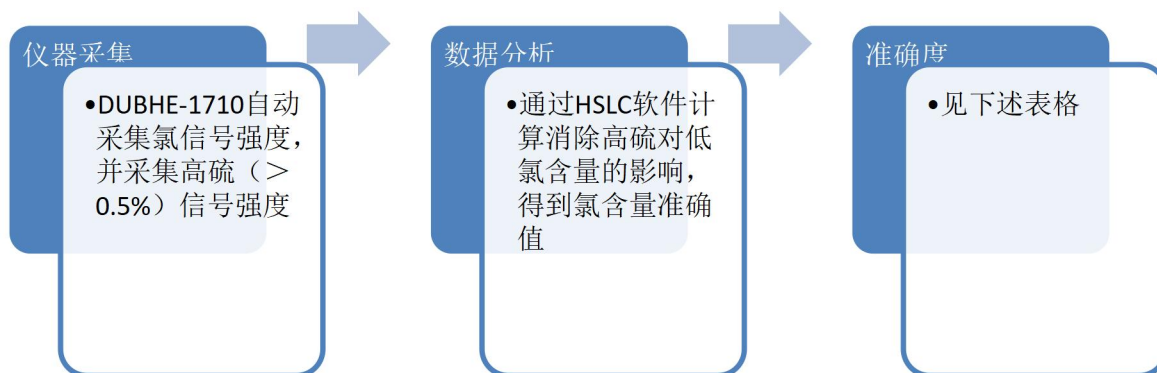 仪器采集
•DUBHE-1710自动
采集氯信号强度，
并采集高硫（＞
0.5%）信号强度
数据分析
•通过HSLC软件计
算消除高硫对低
氯含量的影响，
得到氯含量准确
值
准确度
•见下述表格